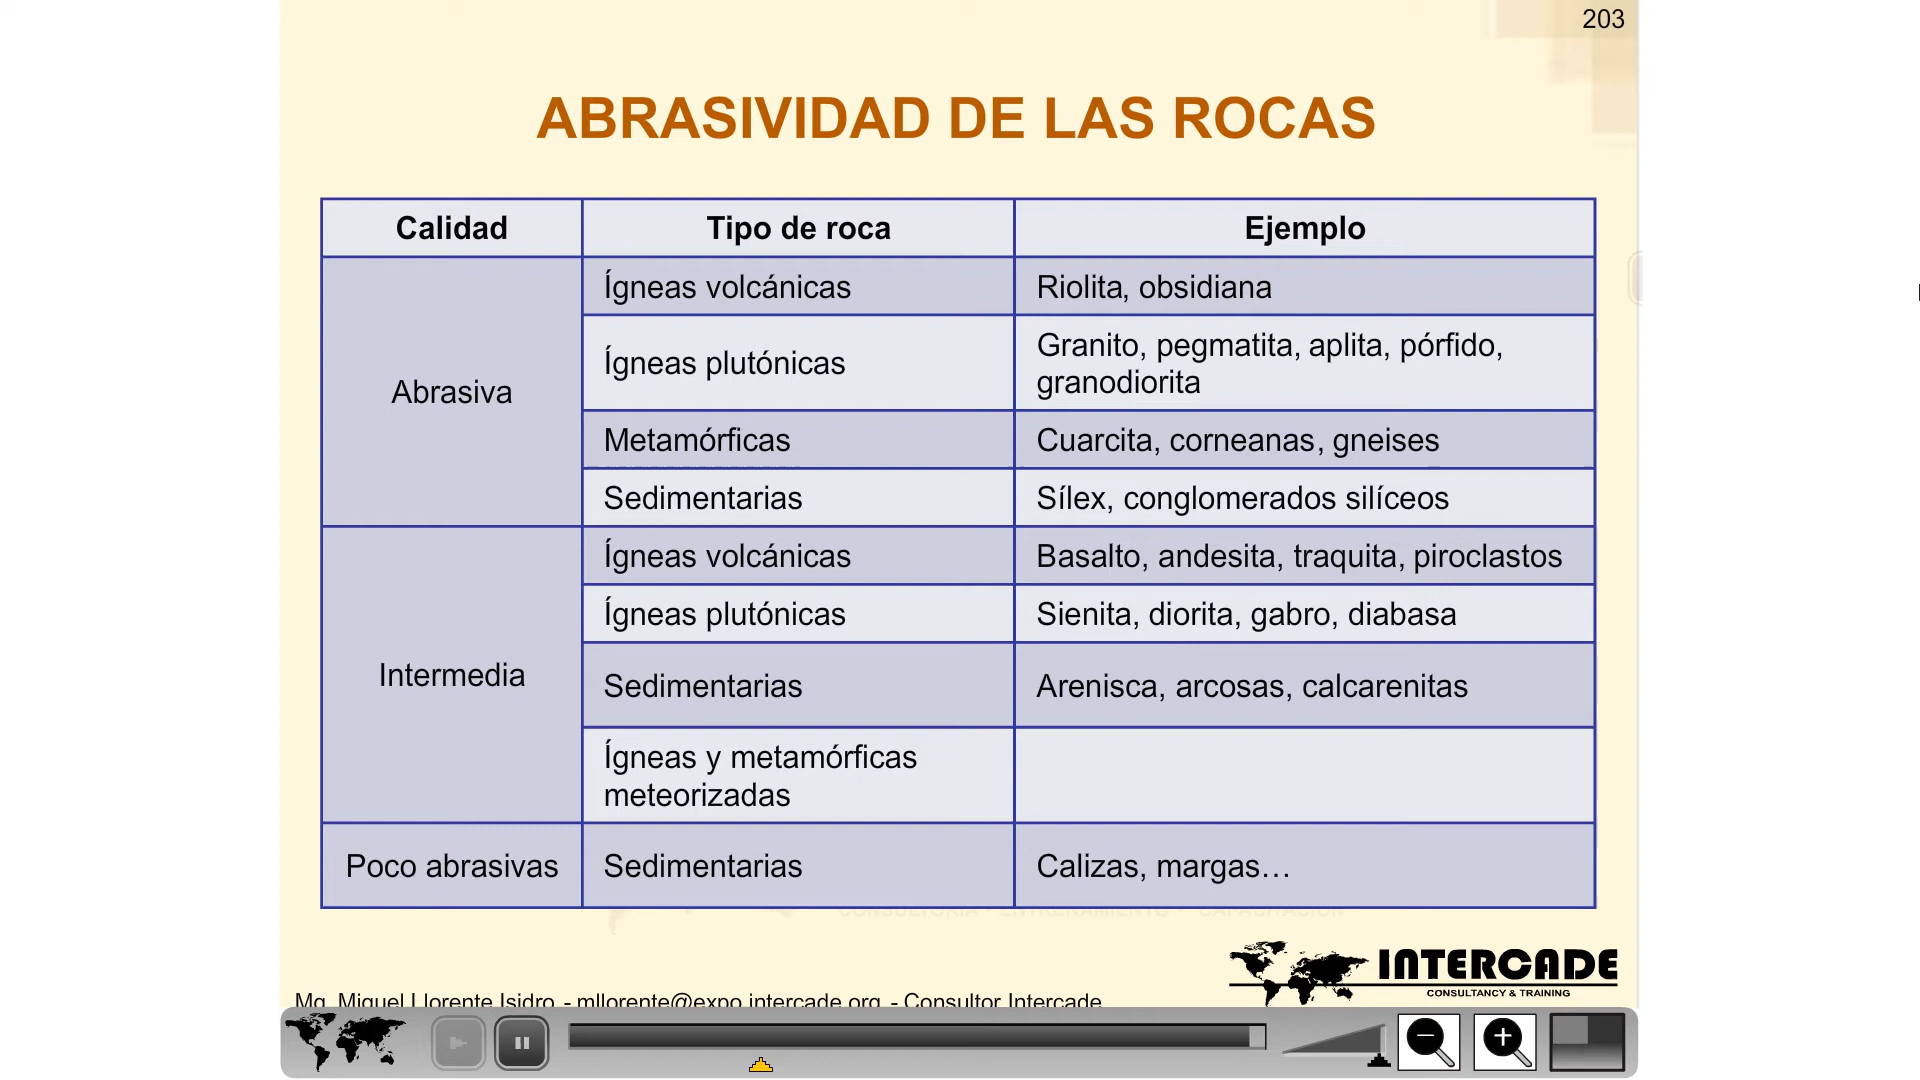 203
ABRASIVIDAD DE LAS ROCAS
Calidad Tipo de roca Ejemplo
Abrasiva
Ígneas volcánicas Riolita, obsidiana
Ígneas plutónicas Granito, pegmatita, aplita, pórfido,
granodiorita
Metamórficas Cuarcita, corneanas, gneises
Sedimentarias Sílex, conglomerados silíceos
Intermedia
Ígneas volcánicas Basalto, andesita, traquita, piroclastos
Ígneas plutónicas Sienita, diorita, gabro, diabasa
Sedimentarias Arenisca, arcosas, calcarenitas
Ígneas y metamórficas
meteorizadas
Poco abrasivas Sedimentarias Calizas, margas…
CONSULTORIA - ENTRENAMIENTO - CAPACITACION
INTERCADE
CONSULTANCY & TRAINING
Mg. Miguel Llorente Isidro - mllorente@expo.intercade.org - Consultor Intercade